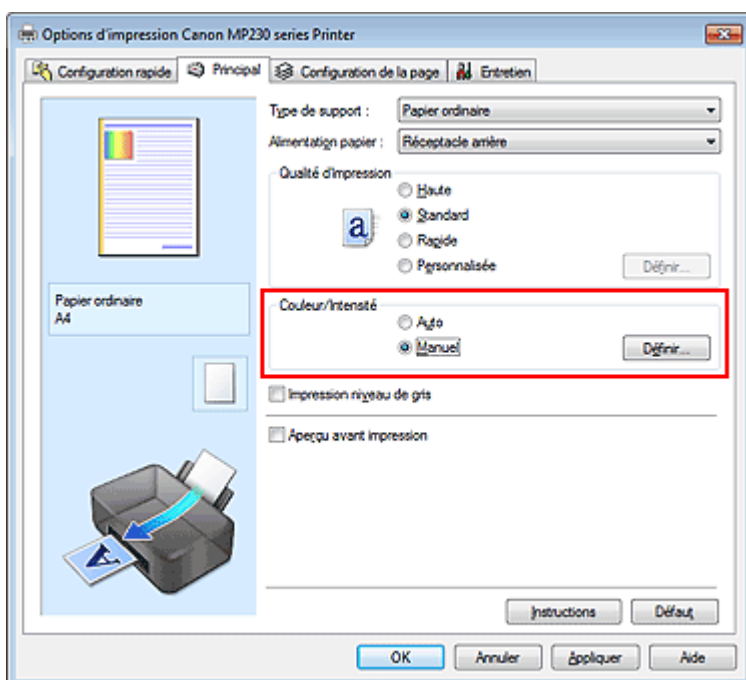 Options d'impression Canon MP230 series Printer
Configuration rapide Principal Configuration de la page Entretien
Type de support : Papier ordinaire
Alimentation papier : Réceptacle arrière
Qualité d'impression
Haute
a Standard
Rapide
Personnalisée Définir...
Papier ordinaire
A4
Couleur/Intensité
Auto
Manuel Définir...
Impression niveau de gris
Aperçu avant impression
A
Instructions Défaut
OK Annuler Appliquer Aide